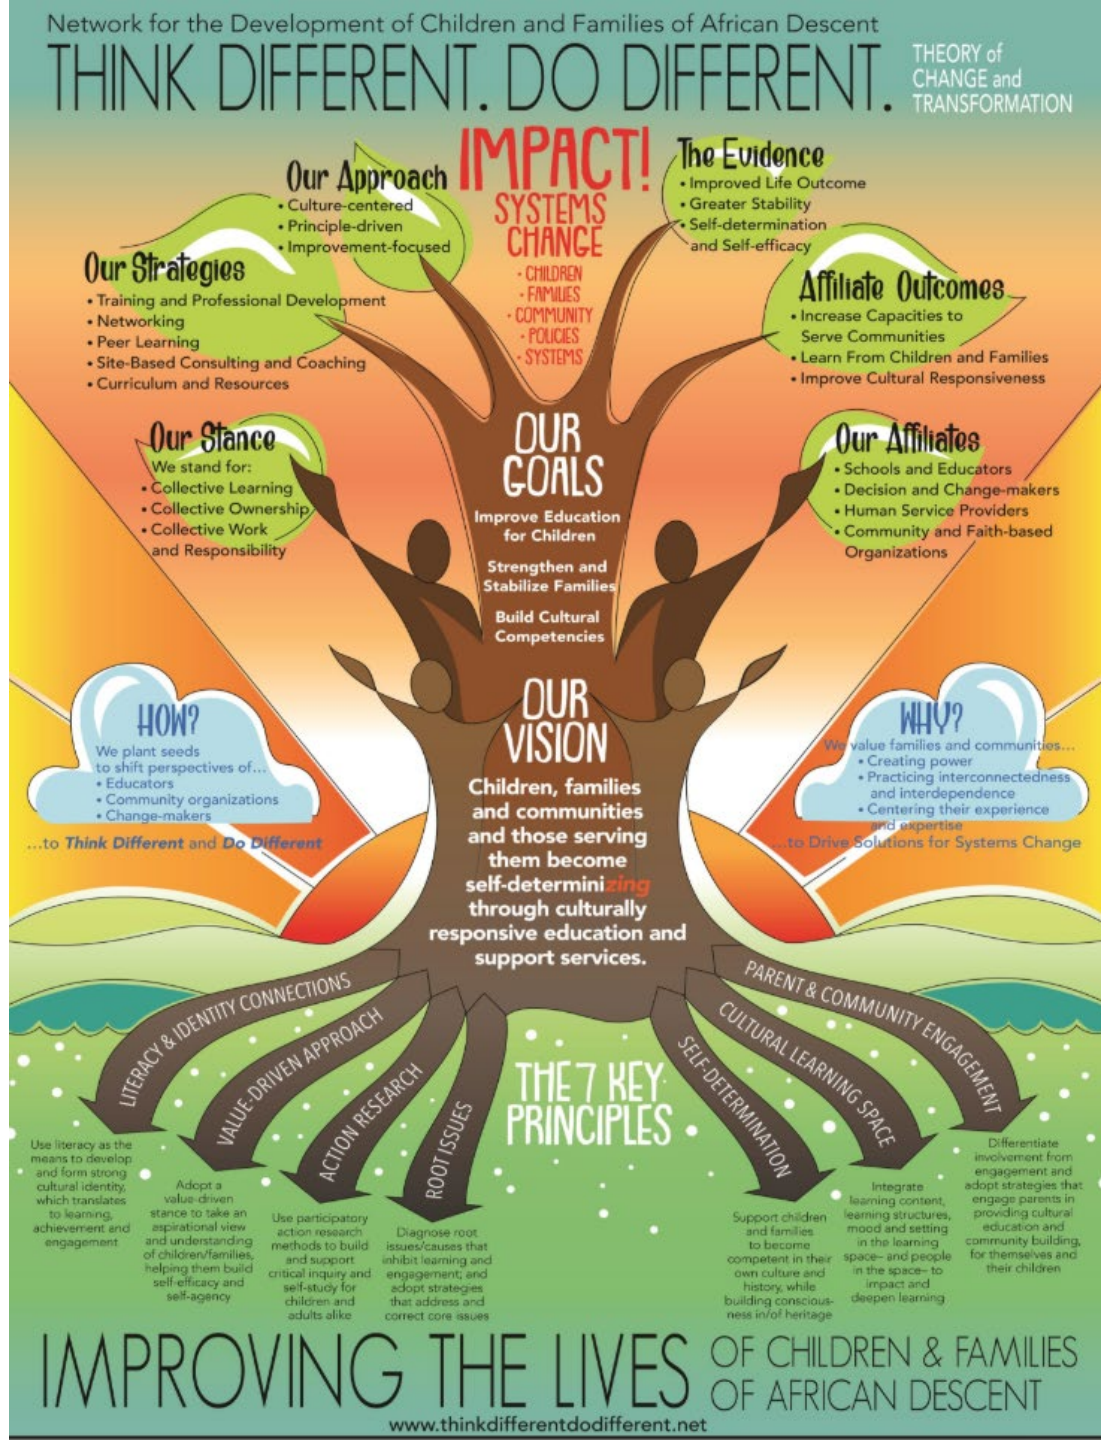 Network for the Development of Children and Families of African Descent
THINK DIFFERENT. DO DIFFERENT.
THEORY of
CHANGE and
TRANSFORMATION
IMPACT!
SYSTEMS
CHANGE
• CHILDREN
• FAMILIES
• COMMUNITY
• POLICIES
• SYSTEMS
Our Approach
• Culture-centered
• Principle-driven
• Improvement-focused
The Evidence
• Improved Life Outcome
• Greater Stability
• Self-determination
and Self-efficacy
Our Strategies
• Training and Professional Development
• Networking
• Peer Learning
• Site-Based Consulting and Coaching
• Curriculum and Resources
Affiliate Outcomes
• Increase Capacities to
Serve Communities
• Learn From Children and Families
• Improve Cultural Responsiveness
Our Stance
We stand for:
• Collective Learning
• Collective Ownership
• Collective Work
and Responsibility
Our Affiliates
• Schools and Educators
• Decision and Change-makers
• Human Service Providers
• Community and Faith-based
Organizations
OUR
GOALS
Improve Education
for Children
Strengthen and
Stabilize Families
Build Cultural
Competencies
HOW?
We plant seeds
to shift perspectives of...
• Educators
• Community organizations
• Change-makers
...to Think Different and Do Different
OUR
VISION
Children, families
and communities
and those serving
them become
self-determinizing
through culturally
responsive education and
support services.
WHY?
We value families and communities...
• Creating power
• Practicing interconnectedness
and interdependence
• Centering their experience
and expertise
...to Drive Solutions for Systems Change
THE 7 KEY
PRINCIPLES
LITERACY & IDENTITY CONNECTIONS
Use literacy as the
means to develop
and form strong
cultural identity,
which translates
to learning,
achievement and
engagement
VALUE-DRIVEN APPROACH
Adopt a
value-driven
stance to take an
aspirational view
and understanding
of children/families,
helping them build
self-efficacy and
self-agency
ACTION RESEARCH
Use participatory
action research
methods to build
and support
critical inquiry and
self-study for
children and
adults alike
ROOT ISSUES
Diagnose root
issues/causes that
inhibit learning and
engagement; and
adopt strategies
that address and
correct core issues
SELF-DETERMINATION
Support children
and families
to become
competent in their
own culture and
history, while
building conscious-
ness in/of heritage
CULTURAL LEARNING SPACE
Integrate
learning content,
learning structures,
mood and setting
in the learning
space– and people
in the space– to
impact and
deepen learning
PARENT & COMMUNITY ENGAGEMENT
Differentiate
involvement from
engagement and
adopt strategies that
engage parents in
providing cultural
education and
community building,
for themselves and
their children
IMPROVING THE LIVES
OF CHILDREN & FAMILIES
OF AFRICAN DESCENT
www.thinkdifferentdodifferent.net